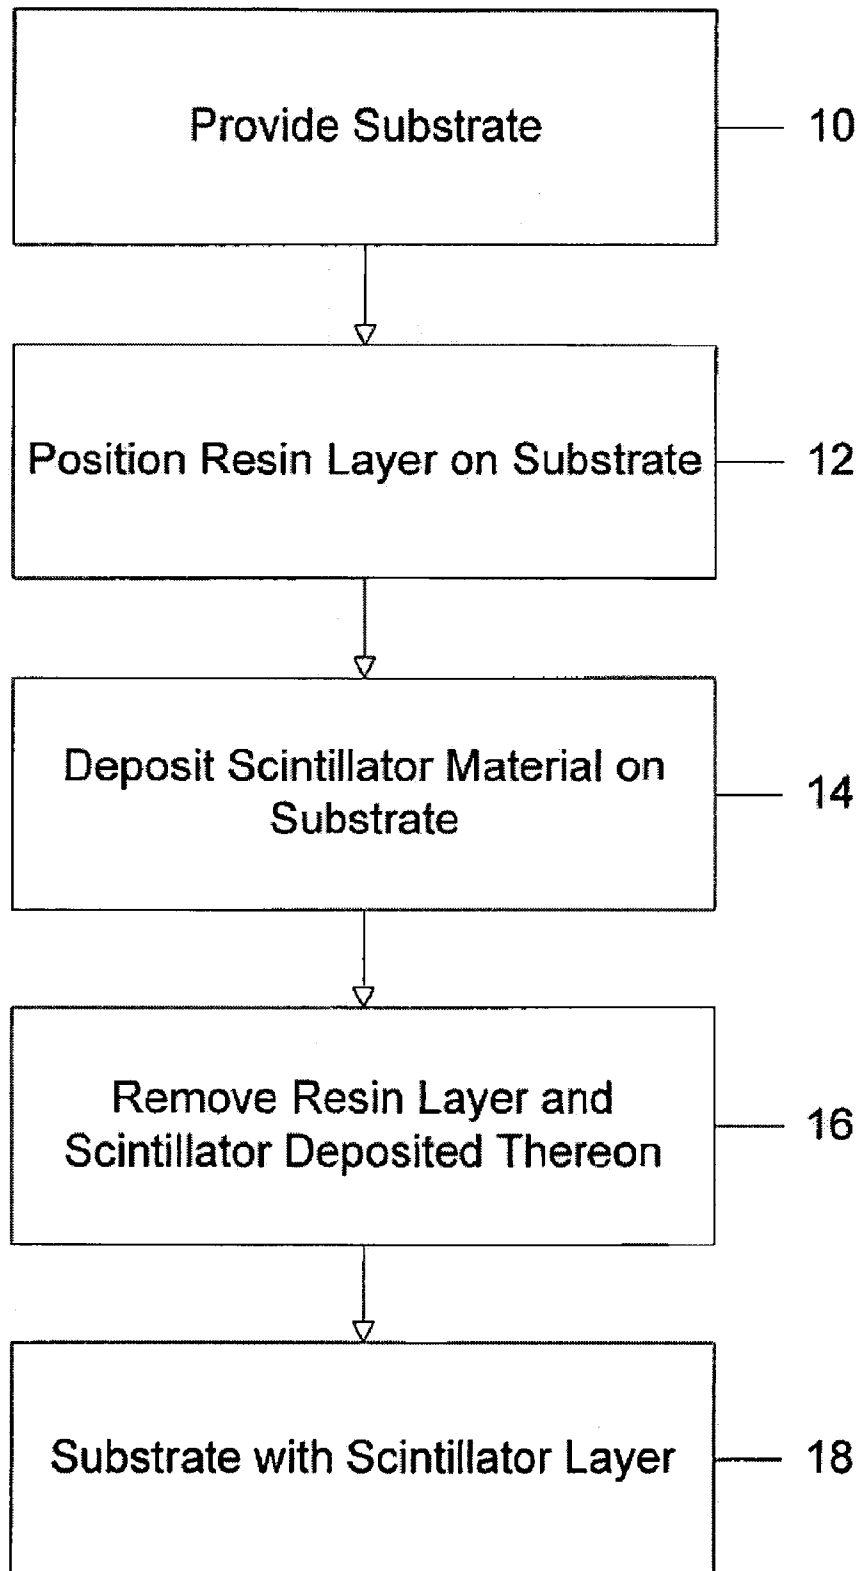 Provide Substrate
10
Position Resin Layer on Substrate
12
Deposit Scintillator Material on
Substrate
14
Remove Resin Layer and
Scintillator Deposited Thereon
16
Substrate with Scintillator Layer
18